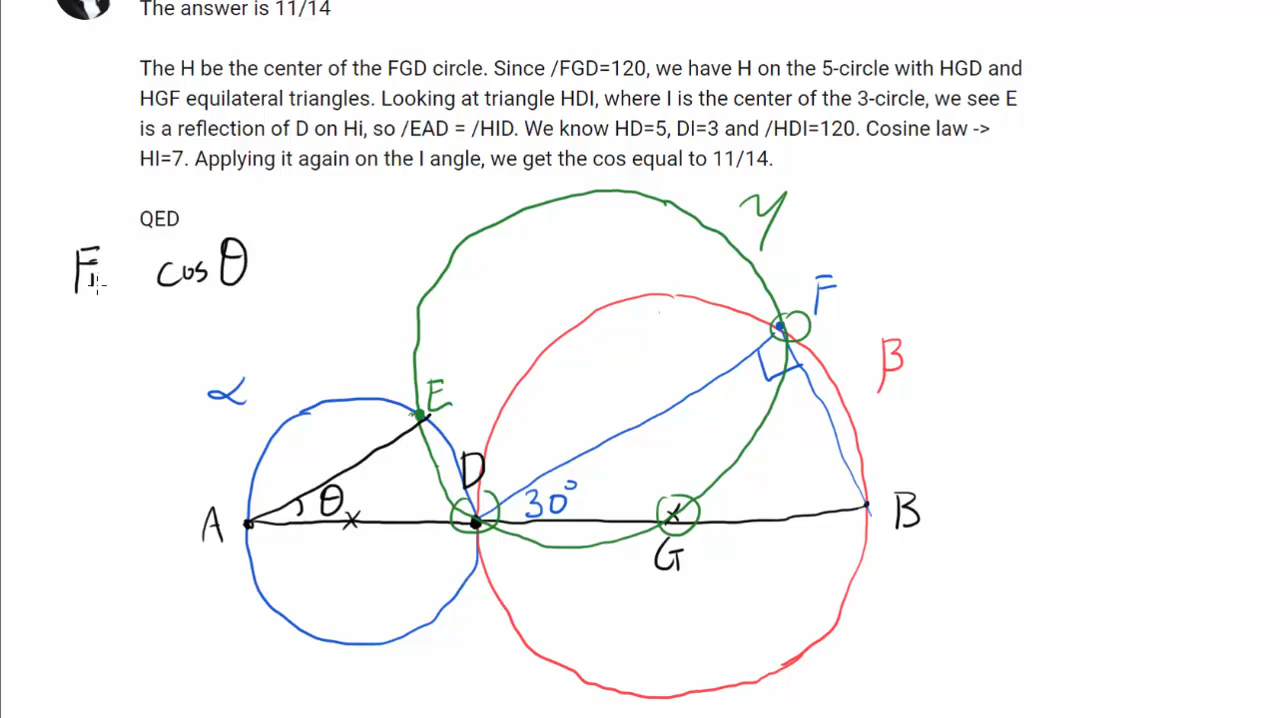 The answer is 11/14
The H be the center of the FGD circle. Since /FGD=120, we have H on the 5-circle with HGD and
HGF equilateral triangles. Looking at triangle HDI, where I is the center of the 3-circle, we see E
is a reflection of D on Hi, so /EAD = /HID. We know HD=5, DI=3 and /HDI=120. Cosine law ->
HI=7. Applying it again on the I angle, we get the cos equal to 11/14.
QED
cos θ
γ
F
β
α
E
D
θ
30°
A
B
G